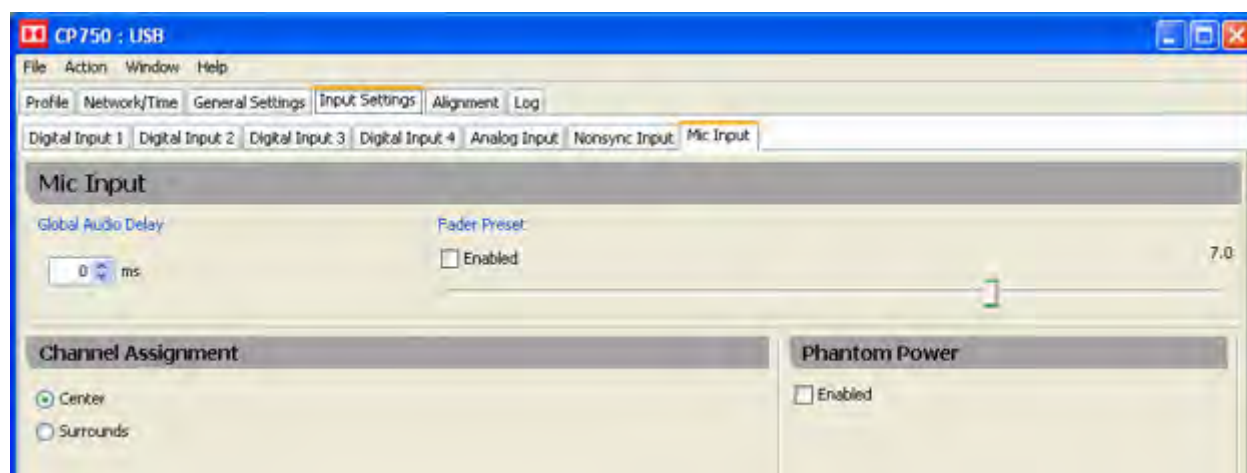 CP750 : USB
File Action Window Help
Profile Network/Time General Settings Input Settings Alignment Log
Digital Input 1 Digital Input 2 Digital Input 3 Digital Input 4 Analog Input Nonsync Input Mic Input
Mic Input
Global Audio Delay Fader Preset
Enabled 7.0
0 ms
Channel Assignment Phantom Power
Center Enabled
Surrounds